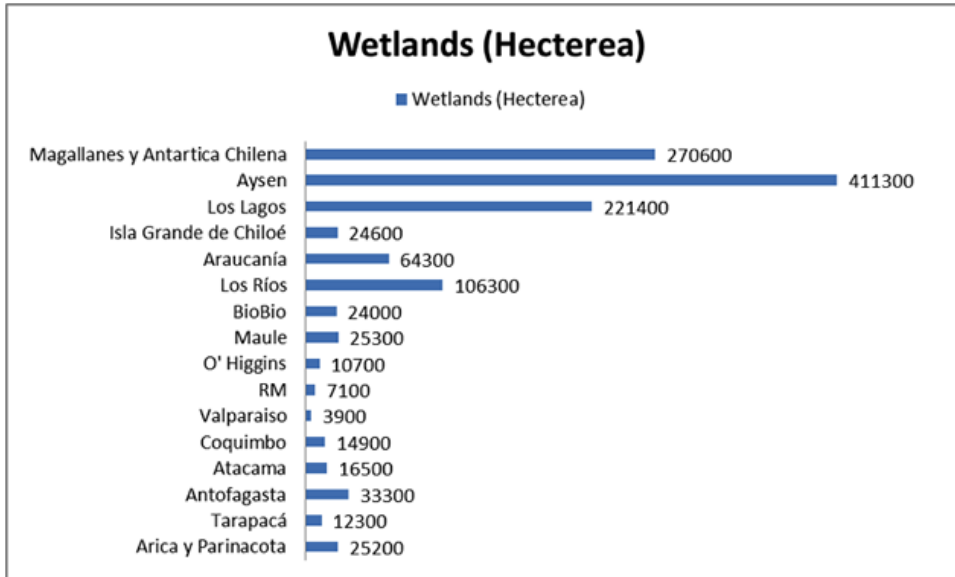 Wetlands (Hecterea)
Wetlands (Hecterea)
Magallanes y Antartica Chilena 270600
Aysen 411300
Los Lagos 221400
Isla Grande de Chiloé 24600
Araucanía 64300
Los Ríos 106300
BioBio 24000
Maule 25300
O' Higgins 10700
RM 7100
Valparaiso 3900
Coquimbo 14900
Atacama 16500
Antofagasta 33300
Tarapacá 12300
Arica y Parinacota 25200